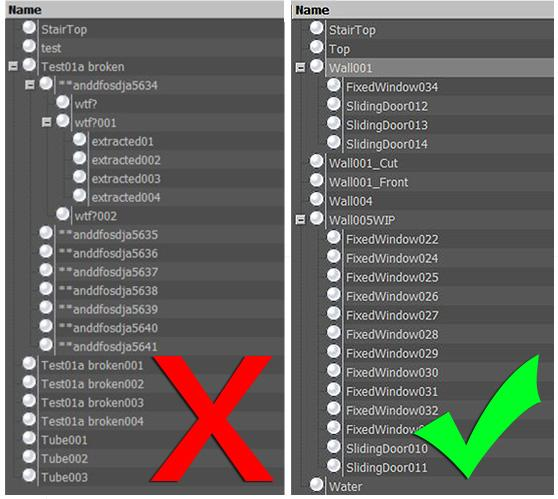 Name
StairTop
test
Test01a broken
**anddfosdja5634
wtf?
wtf?001
extracted01
extracted002
extracted003
extracted004
wtf?002
**anddfosdja5635
**anddfosdja5636
**anddfosdja5637
**anddfosdja5638
**anddfosdja5639
**anddfosdja5640
**anddfosdja5641
Test01a broken001
Test01a broken002
Test01a broken003
Test01a broken004
Tube001
Tube002
Tube003
Name
StairTop
Top
Wall001
FixedWindow034
SlidingDoor012
SlidingDoor013
SlidingDoor014
Wall001_Cut
Wall001_Front
Wall004
Wall005WIP
FixedWindow022
FixedWindow024
FixedWindow025
FixedWindow026
FixedWindow027
FixedWindow028
FixedWindow029
FixedWindow030
FixedWindow031
FixedWindow032
SlidingDoor010
SlidingDoor011
Water